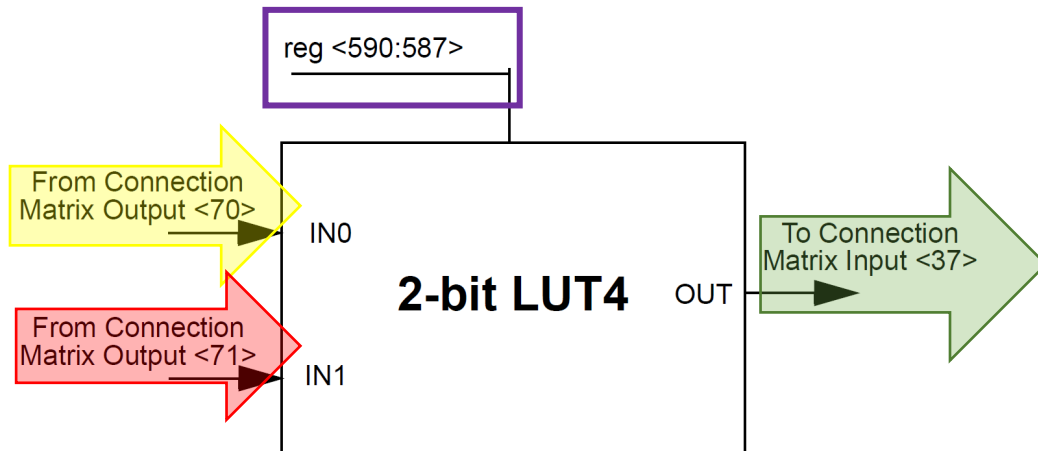 reg <590:587>
From Connection
Matrix Output <70>
IN0
From Connection
Matrix Output <71>
IN1
2-bit LUT4
OUT
To Connection
Matrix Input <37>